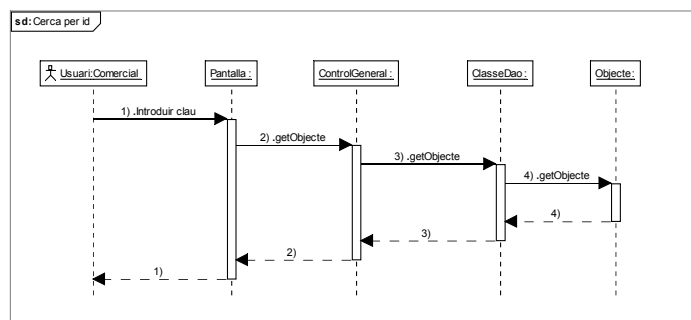 sd: Cerca per id
Usuari:Comercial
Pantalla :
ControlGeneral :
ClasseDao :
Objecte:
1) .Introduir clau
2) .getObjecte
3) .getObjecte
4) .getObjecte
4)
3)
2)
1)